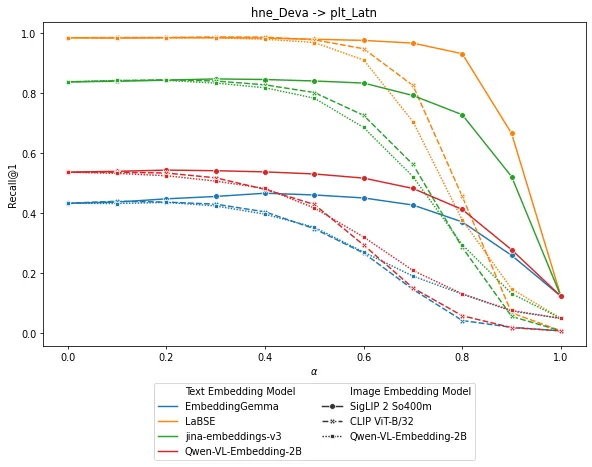 hne_Deva -> plt_Latn
Recall@1
1.0
0.8
0.6
0.4
0.2
0.0
0.0 0.2 0.4 0.6 0.8 1.0
α
Text Embedding Model
EmbeddingGemma
LaBSE
jina-embeddings-v3
Qwen-VL-Embedding-2B
Image Embedding Model
SigLIP 2 So400m
CLIP ViT-B/32
Qwen-VL-Embedding-2B